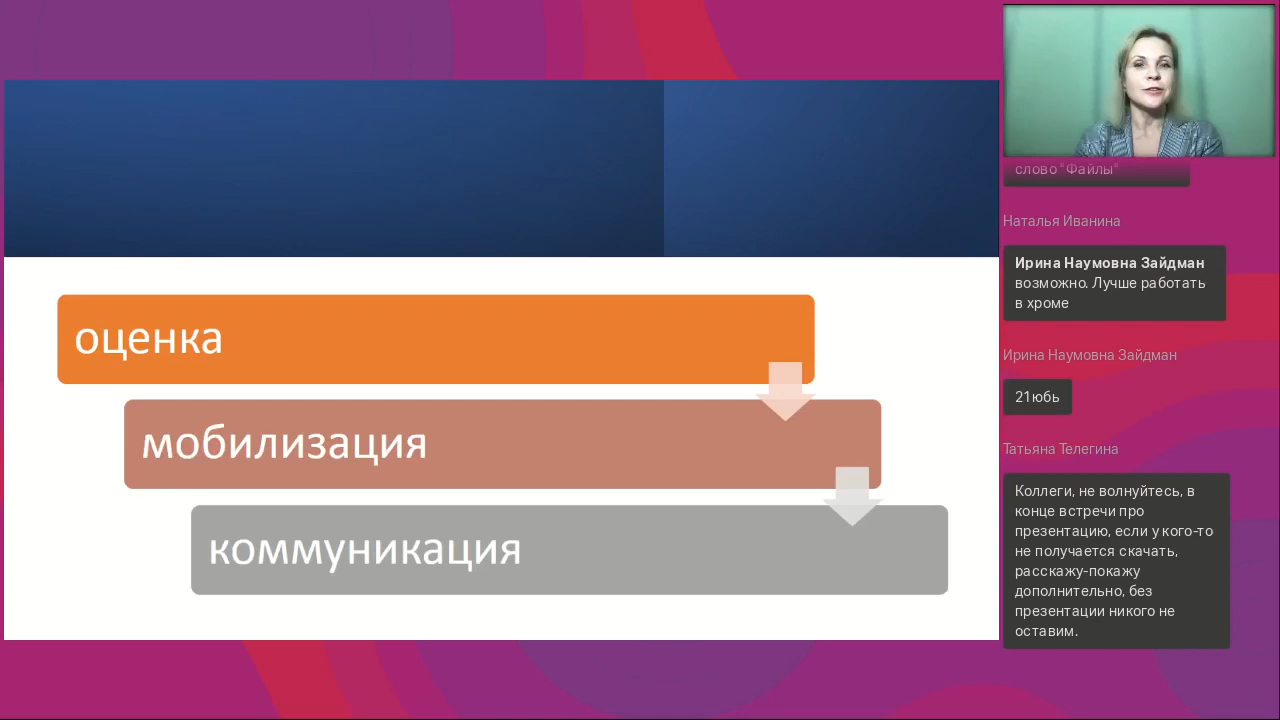 оценка
мобилизация
коммуникация
слово "Файлы"
Наталья Иванина
Ирина Наумовна Зайдман
возможно. Лучше работать
в хроме
Ирина Наумовна Зайдман
21юбь
Татьяна Телегина
Коллеги, не волнуйтесь, в
конце встречи про
презентацию, если у кого-то
не получается скачать,
расскажу-покажу
дополнительно, без
презентации никого не
оставим.